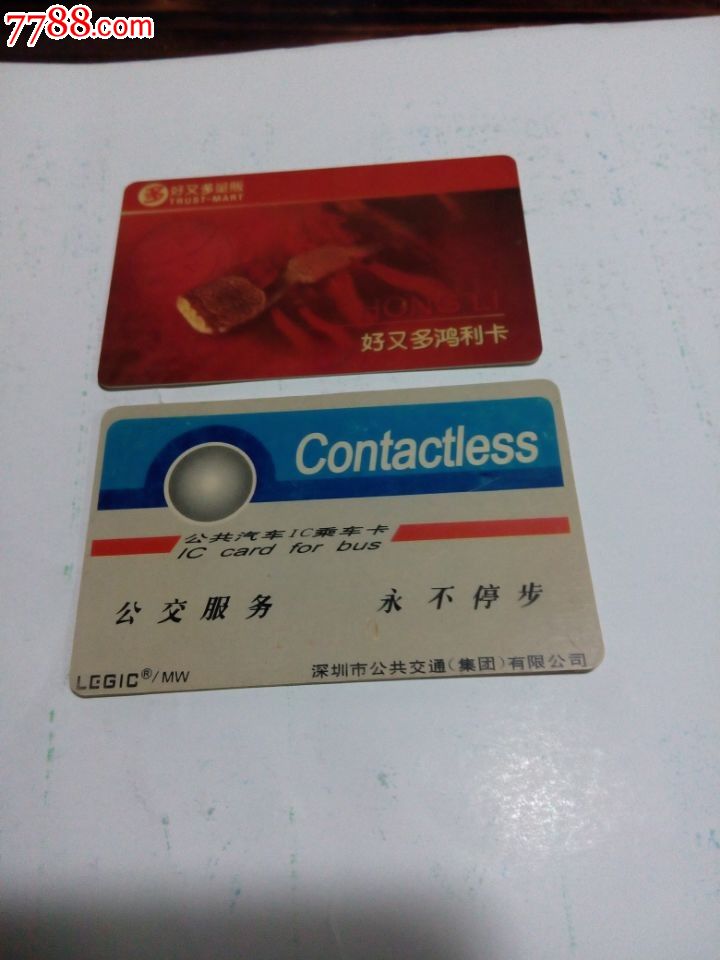 7788.com
好又多量贩
TRUST-MART
HONG LI
好又多鸿利卡
Contactless
公共汽车IC乘车卡
IC card for bus
公交服务 永不停步
LEGIC®/MW
深圳市公共交通(集团)有限公司